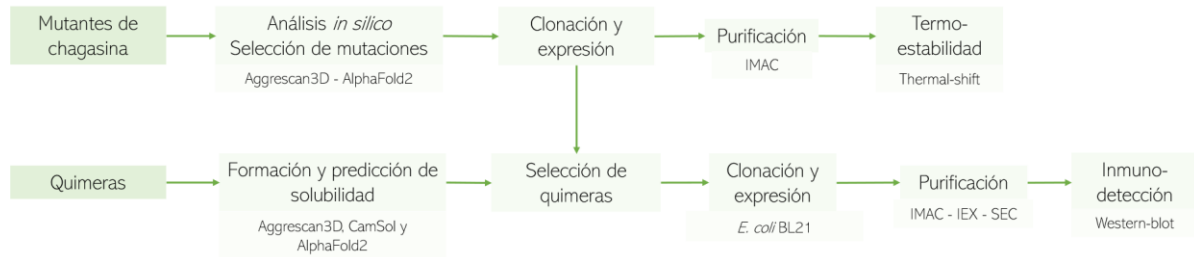 Mutantes de
chagasina
Análisis in silico
Selección de mutaciones
Aggrescan3D - AlphaFold2
Clonación y
expresión
Purificación
IMAC
Termo-
estabilidad
Thermal-shift
Quimeras
Formación y predicción de
solubilidad
Aggrescan3D, CamSol y
AlphaFold2
Selección de
quimeras
Clonación y
expresión
E. coli BL21
Purificación
IMAC - IEX - SEC
Inmuno-
detección
Western-blot